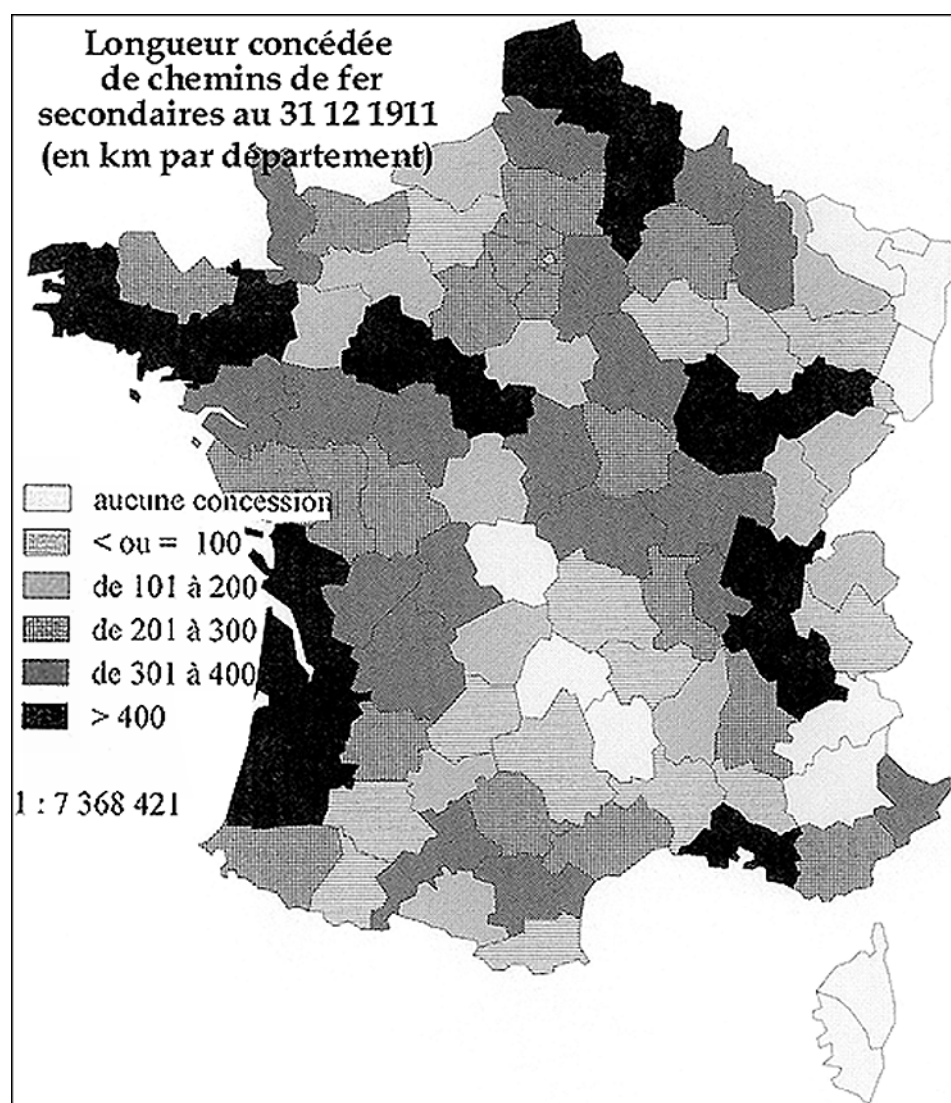 Longueur concédée
de chemins de fer
secondaires au 31 12 1911
(en km par département)
aucune concession
< ou = 100
de 101 à 200
de 201 à 300
de 301 à 400
> 400
1 : 7 368 421